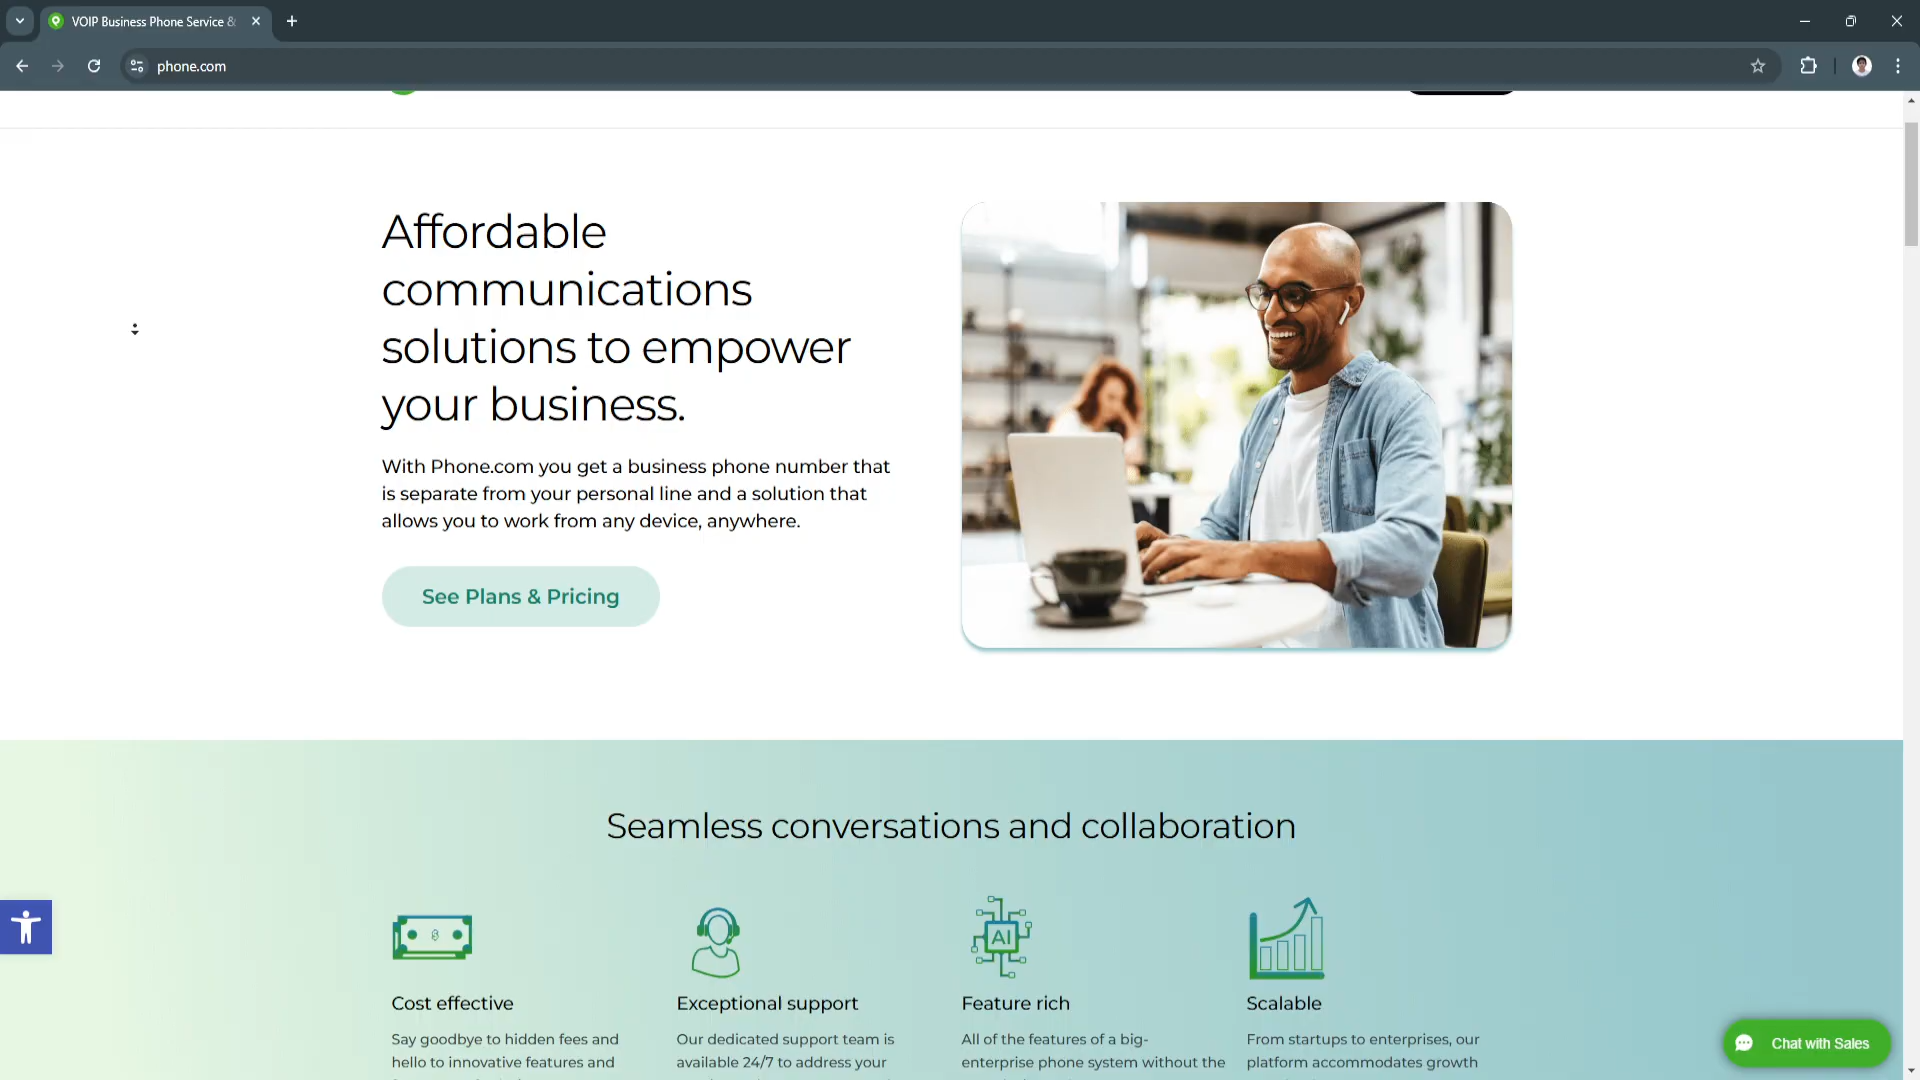 VOIP Business Phone Service &
phone.com
Affordable
communications
solutions to empower
your business.
With Phone.com you get a business phone number that
is separate from your personal line and a solution that
allows you to work from any device, anywhere.
See Plans & Pricing
Seamless conversations and collaboration
AI
Cost effective
Say goodbye to hidden fees and
hello to innovative features and
Exceptional support
Our dedicated support team is
available 24/7 to address your
Feature rich
All of the features of a big-
enterprise phone system without the
Scalable
From startups to enterprises, our
platform accommodates growth
Chat with Sales